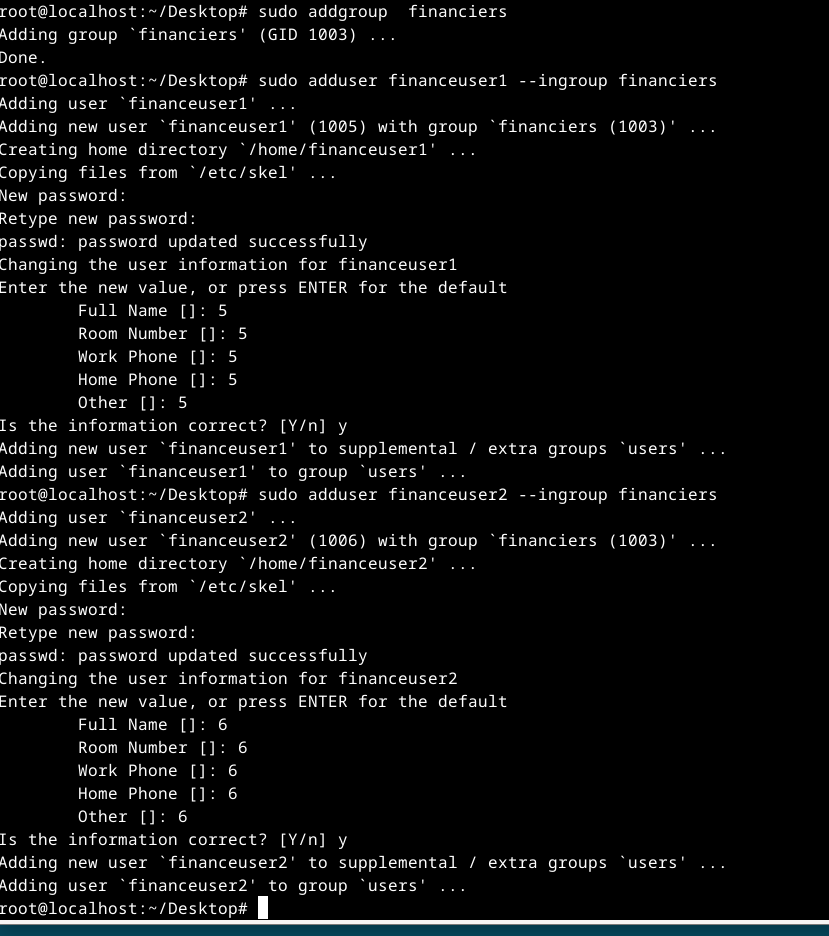 root@localhost:~/Desktop# sudo addgroup  financiers
Adding group `financiers' (GID 1003) ...
Done.
root@localhost:~/Desktop# sudo adduser financeuser1 --ingroup financiers
Adding user `financeuser1' ...
Adding new user `financeuser1' (1005) with group `financiers (1003)' ...
Creating home directory `/home/financeuser1' ...
Copying files from `/etc/skel' ...
New password:
Retype new password:
passwd: password updated successfully
Changing the user information for financeuser1
Enter the new value, or press ENTER for the default
        Full Name []: 5
        Room Number []: 5
        Work Phone []: 5
        Home Phone []: 5
        Other []: 5
Is the information correct? [Y/n] y
Adding new user `financeuser1' to supplemental / extra groups `users' ...
Adding user `financeuser1' to group `users' ...
root@localhost:~/Desktop# sudo adduser financeuser2 --ingroup financiers
Adding user `financeuser2' ...
Adding new user `financeuser2' (1006) with group `financiers (1003)' ...
Creating home directory `/home/financeuser2' ...
Copying files from `/etc/skel' ...
New password:
Retype new password:
passwd: password updated successfully
Changing the user information for financeuser2
Enter the new value, or press ENTER for the default
        Full Name []: 6
        Room Number []: 6
        Work Phone []: 6
        Home Phone []: 6
        Other []: 6
Is the information correct? [Y/n] y
Adding new user `financeuser2' to supplemental / extra groups `users' ...
Adding user `financeuser2' to group `users' ...
root@localhost:~/Desktop#